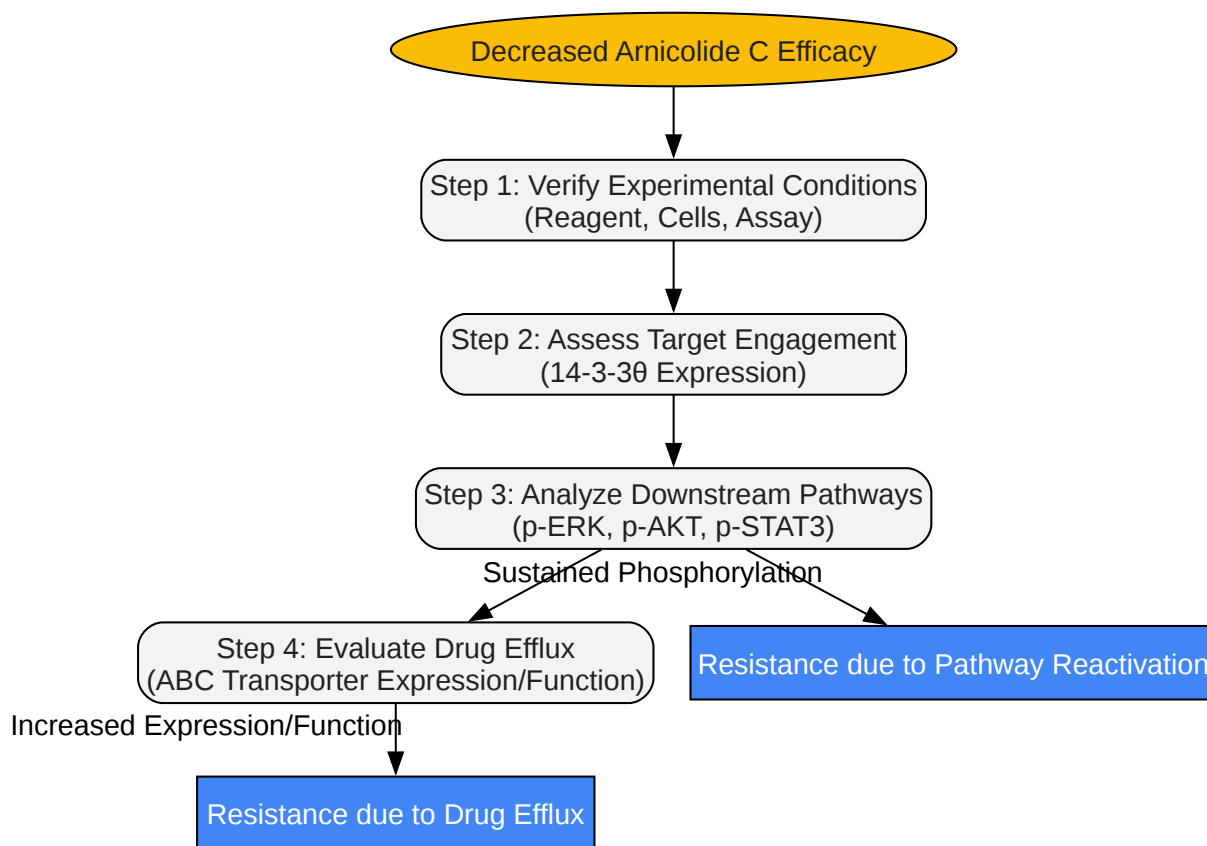 Decreased Arnicolide C Efficacy
Step 1: Verify Experimental Conditions
(Reagent, Cells, Assay)
Step 2: Assess Target Engagement
(14-3-3θ Expression)
Step 3: Analyze Downstream Pathways
(p-ERK, p-AKT, p-STAT3)
Sustained Phosphorylation
Step 4: Evaluate Drug Efflux
(ABC Transporter Expression/Function)
Resistance due to Pathway Reactivation
Increased Expression/Function
Resistance due to Drug Efflux